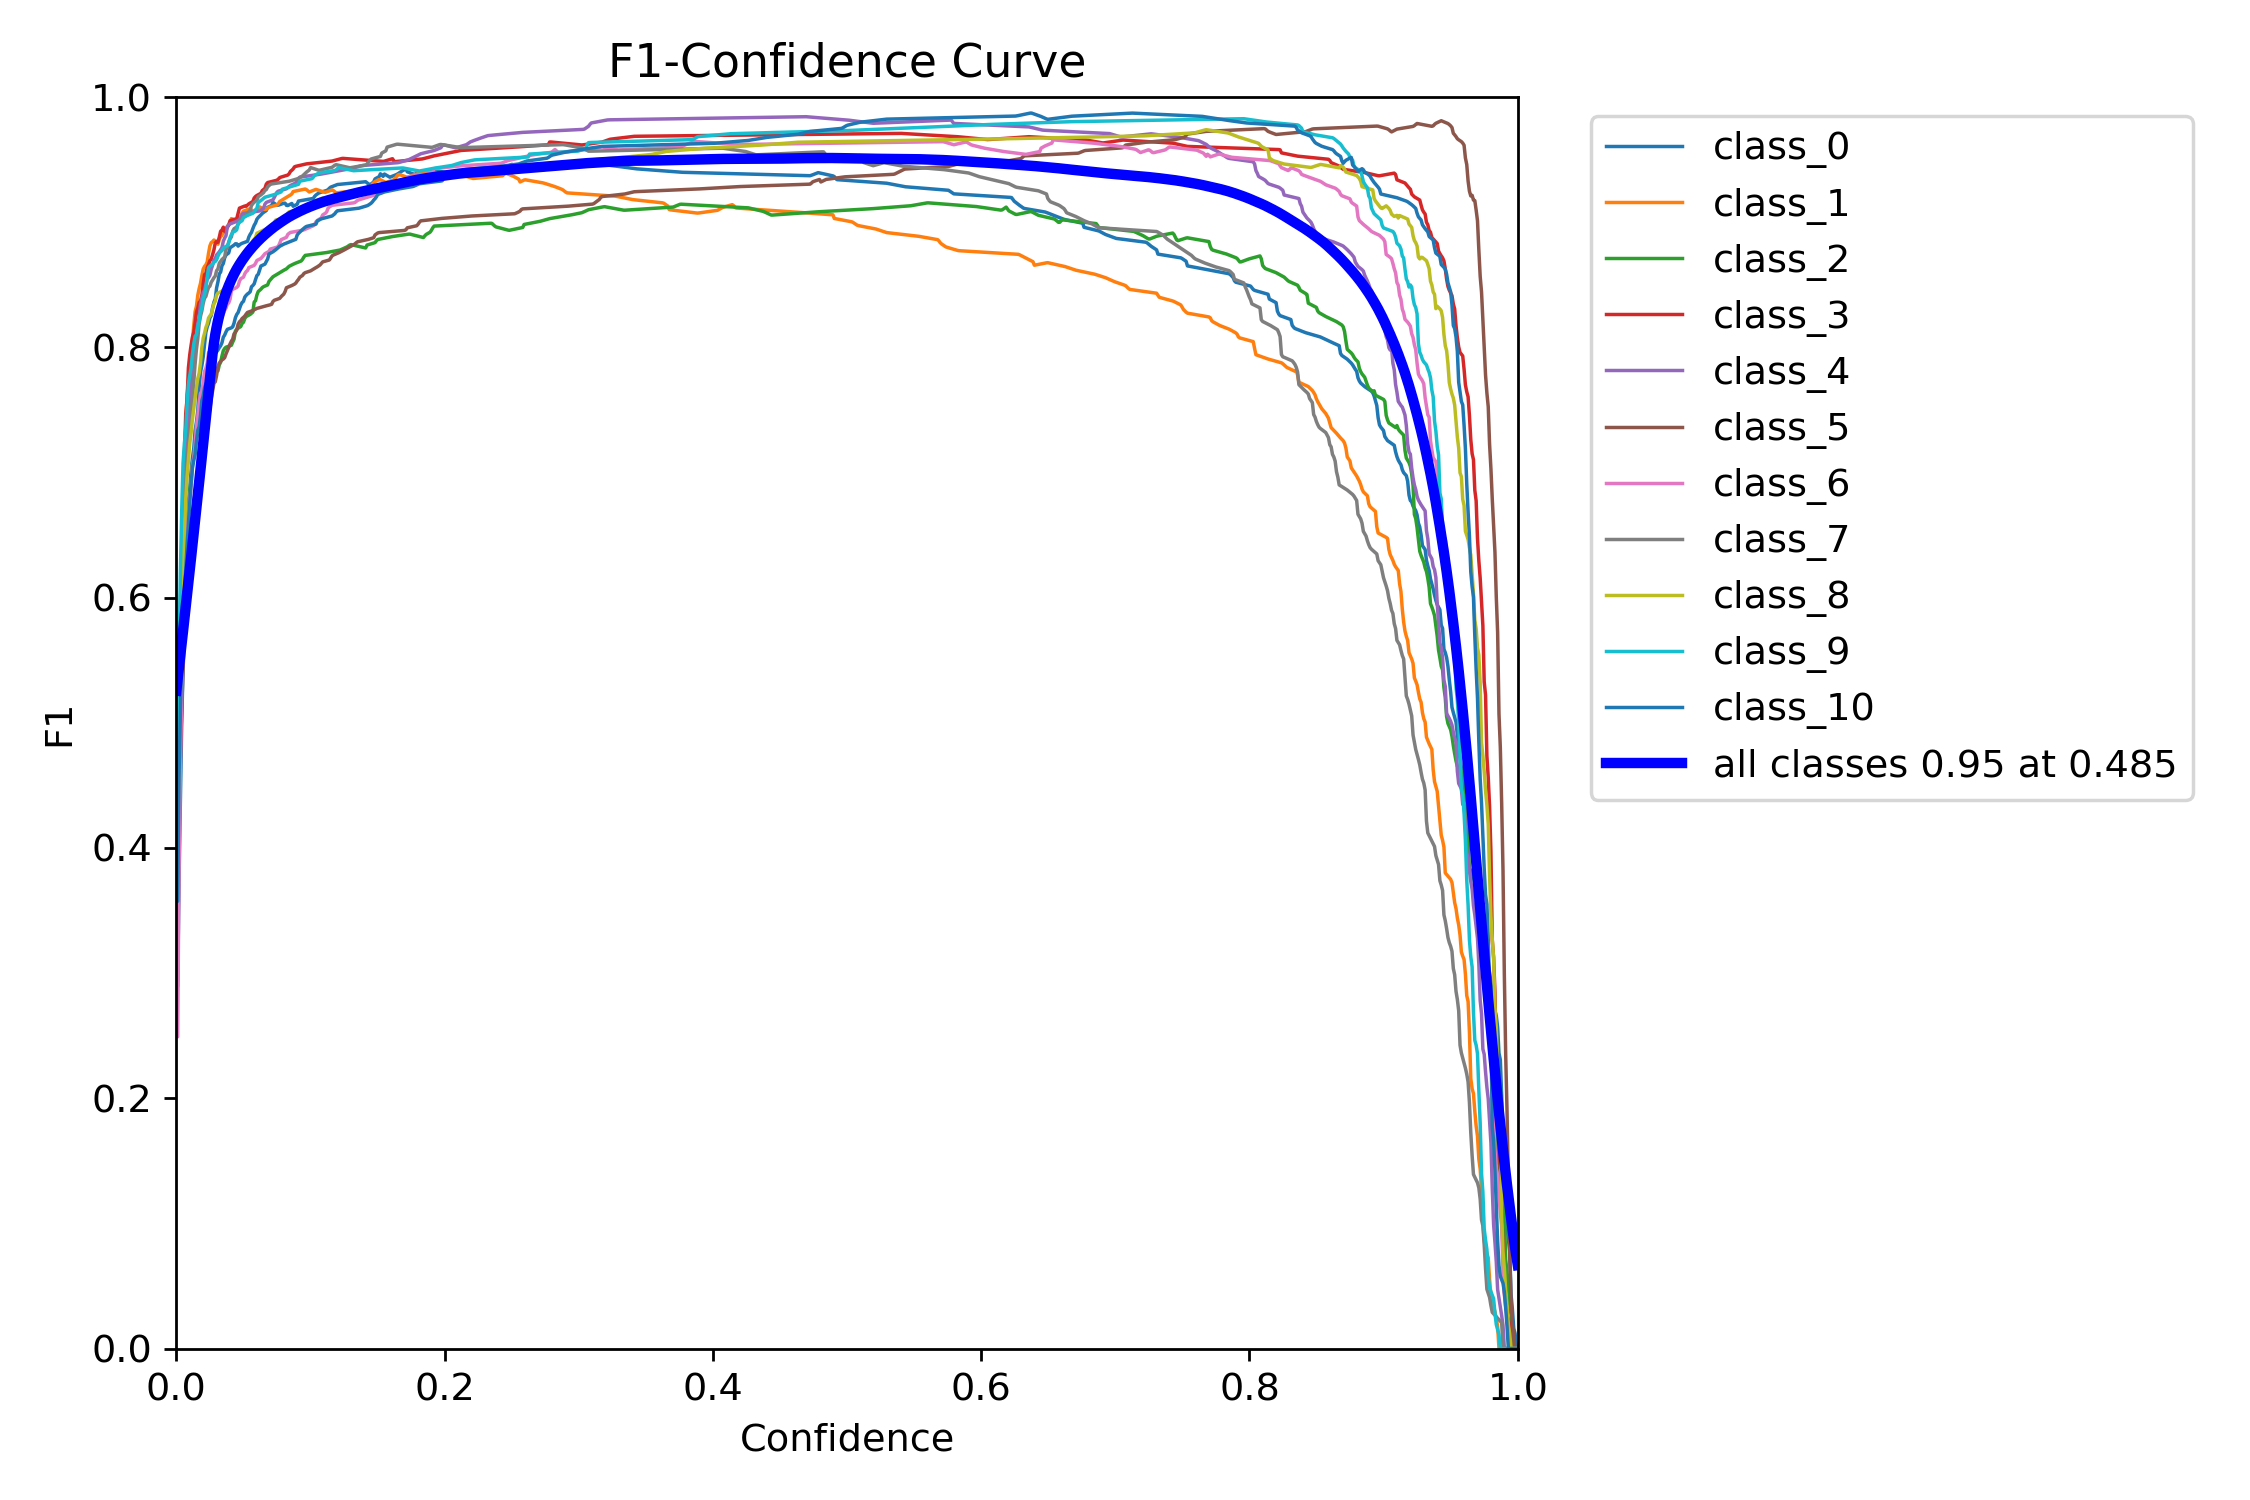 F1-Confidence Curve
1.0
0.8
0.6
0.4
0.2
0.0
F1
0.0 0.2 0.4 0.6 0.8 1.0
Confidence
class_0
class_1
class_2
class_3
class_4
class_5
class_6
class_7
class_8
class_9
class_10
all classes 0.95 at 0.485